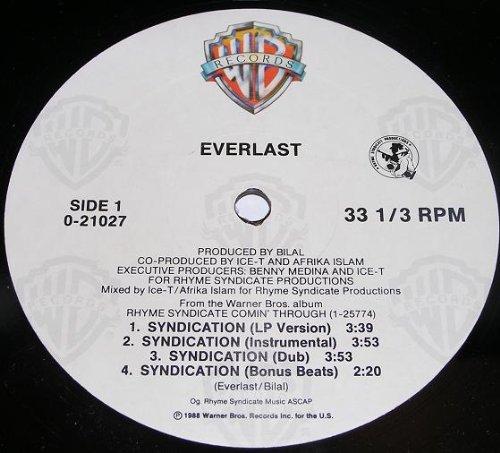 WB
RECORDS
EVERLAST
SIDE 1
0-21027
33 1/3 RPM
PRODUCED BY BILAL
CO-PRODUCED BY ICE-T AND AFRIKA ISLAM
EXECUTIVE PRODUCERS: BENNY MEDINA AND ICE-T
FOR RHYME SYNDICATE PRODUCTIONS
Mixed by Ice-T/Afrika Islam for Rhyme Syndicate Productions
From the Warner Bros. album
RHYME SYNDICATE COMIN' THROUGH (1-25774)
1. SYNDICATION (LP Version) 3:39
2. SYNDICATION (Instrumental) 3:53
3. SYNDICATION (Dub) 3:53
4. SYNDICATION (Bonus Beats) 2:20
(Everlast/Bilal)
Og. Rhyme Syndicate Music ASCAP
℗ 1988 Warner Bros. Records Inc. for the U.S.